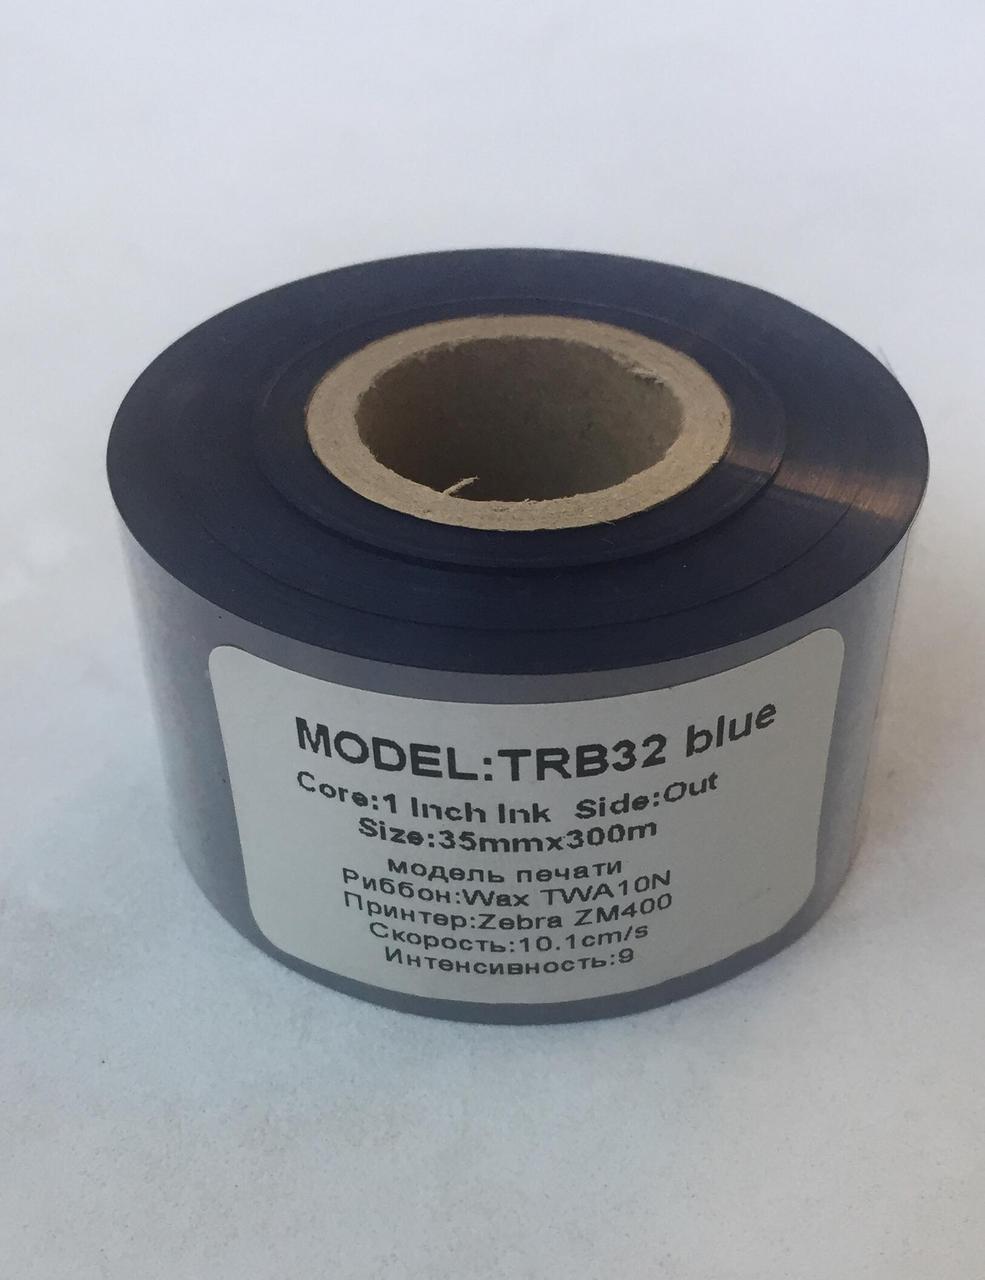 MODEL:TRB32 blue
Core:1 Inch Ink Side:Out
Size:35mmx300m
модель печати
Риббон:Wax TWA10N
Принтер:Zebra ZM400
Скорость:10.1cm/s
Интенсивность:9